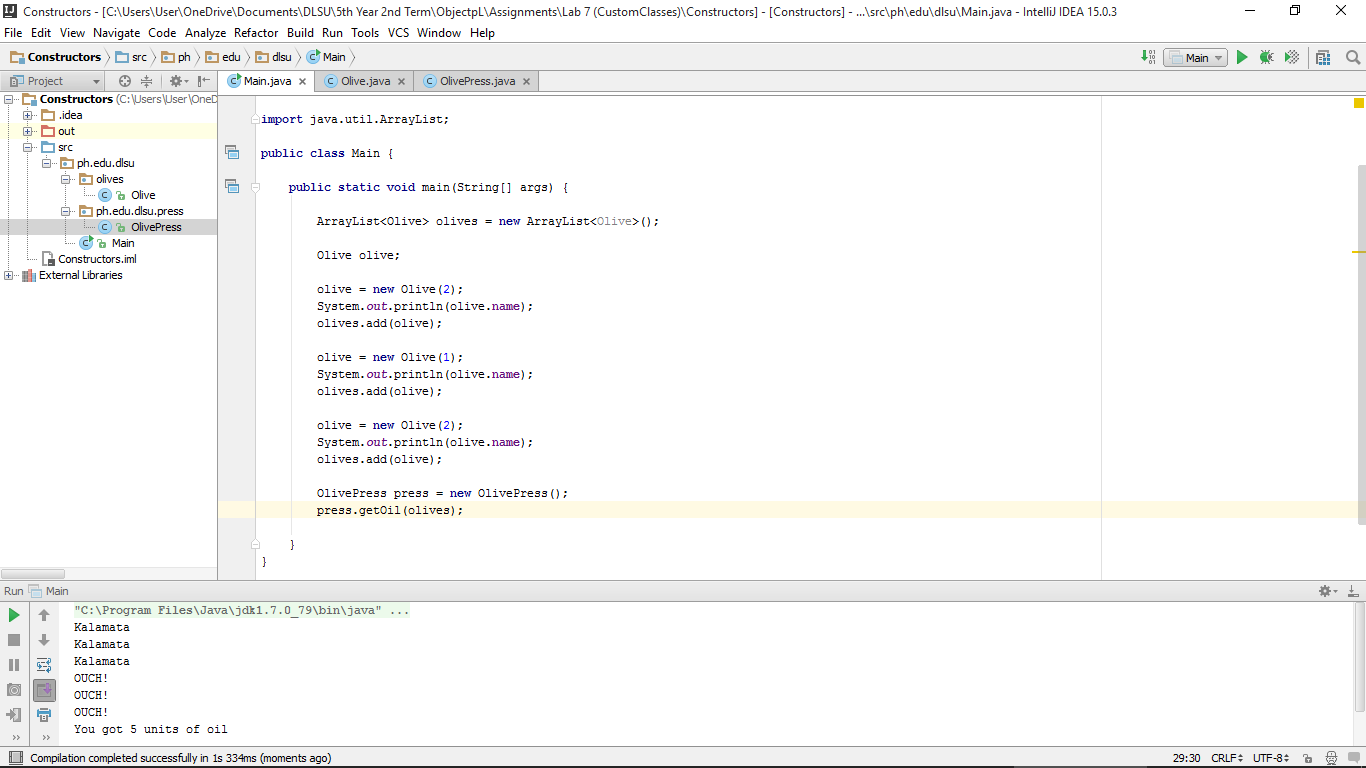 Constructors - [C:\Users\User\OneDrive\Documents\DLSU\5th Year 2nd Term\ObjectpL\Assignments\Lab 7 (CustomClasses)\Constructors] - [Constructors] - ...\src\ph\edu\dlsu\Main.java - IntelliJ IDEA 15.0.3
File Edit View Navigate Code Analyze Refactor Build Run Tools VCS Window Help
Constructors src ph edu dlsu Main
Main
Project
Main.java Olive.java OlivePress.java
Constructors (C:\Users\User\OneD
.idea
out
src
ph.edu.dlsu
olives
Olive
ph.edu.dlsu.press
OlivePress
Main
Constructors.iml
External Libraries
import java.util.ArrayList;
public class Main {
public static void main(String[] args) {
ArrayList<Olive> olives = new ArrayList<Olive>();
Olive olive;
olive = new Olive(2);
System.out.println(olive.name);
olives.add(olive);
olive = new Olive(1);
System.out.println(olive.name);
olives.add(olive);
olive = new Olive(2);
System.out.println(olive.name);
olives.add(olive);
OlivePress press = new OlivePress();
press.getOil(olives);
}
}
Run Main
"C:\Program Files\Java\jdk1.7.0_79\bin\java" ...
Kalamata
Kalamata
Kalamata
OUCH!
OUCH!
OUCH!
You got 5 units of oil
Compilation completed successfully in 1s 334ms (moments ago)
29:30 CRLF UTF-8